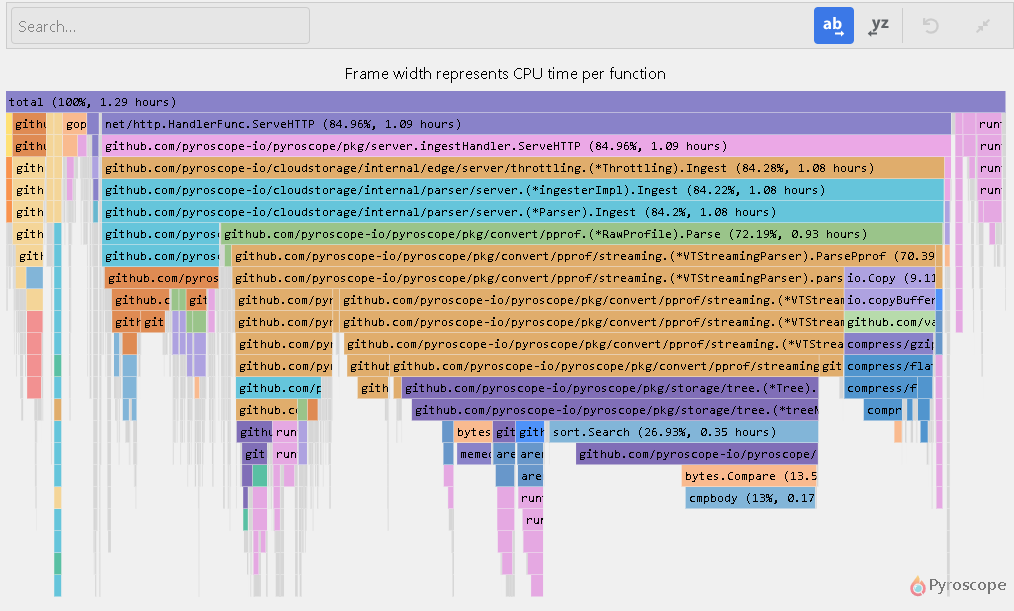 Search...
ab
yz
Frame width represents CPU time per function
total (100%, 1.29 hours)
gith gop net/http.HandlerFunc.ServeHTTP (84.96%, 1.09 hours) run
gith github.com/pyroscope-io/pyroscope/pkg/server.ingestHandler.ServeHTTP (84.96%, 1.09 hours) run
gith github.com/pyroscope-io/cloudstorage/internal/edge/server/throttling.(*Throttling).Ingest (84.28%, 1.08 hours) run
gith github.com/pyroscope-io/cloudstorage/internal/parser/server.(*ingesterImpl).Ingest (84.22%, 1.08 hours) run
gith github.com/pyroscope-io/cloudstorage/internal/parser/server.(*Parser).Ingest (84.2%, 1.08 hours)
gith github.com/pyros github.com/pyroscope-io/pyroscope/pkg/convert/pprof.(*RawProfile).Parse (72.19%, 0.93 hours)
gith github.com/pyros github.com/pyroscope-io/pyroscope/pkg/convert/pprof/streaming.(*VTStreamingParser).ParsePprof (70.39
github.com/pyros github.com/pyroscope-io/pyroscope/pkg/convert/pprof/streaming.(*VTStreamingParser).pars io.Copy (9.11
github.c git github.com/pyr github.com/pyroscope-io/pyroscope/pkg/convert/pprof/streaming.(*VTStream io.copyBuffer
gith git github.com/pyr github.com/pyroscope-io/pyroscope/pkg/convert/pprof/streaming.(*VTStream github.com/va
github.com/pyr github.com/pyroscope-io/pyroscope/pkg/convert/pprof/streaming.(*VTStrea compress/gzip
github.com/pyr github github.com/pyroscope-io/pyroscope/pkg/convert/pprof/streaming git compress/flat
github.com/p gith github.com/pyroscope-io/pyroscope/pkg/storage/tree.(*Tree). compress/f
github.c github.com/pyroscope-io/pyroscope/pkg/storage/tree.(*treeM compr
gith run bytes git gith sort.Search (26.93%, 0.35 hours)
git run memeq are aren github.com/pyroscope-io/pyroscope/
are bytes.Compare (13.5
runt cmpbody (13%, 0.17
run
Pyroscope